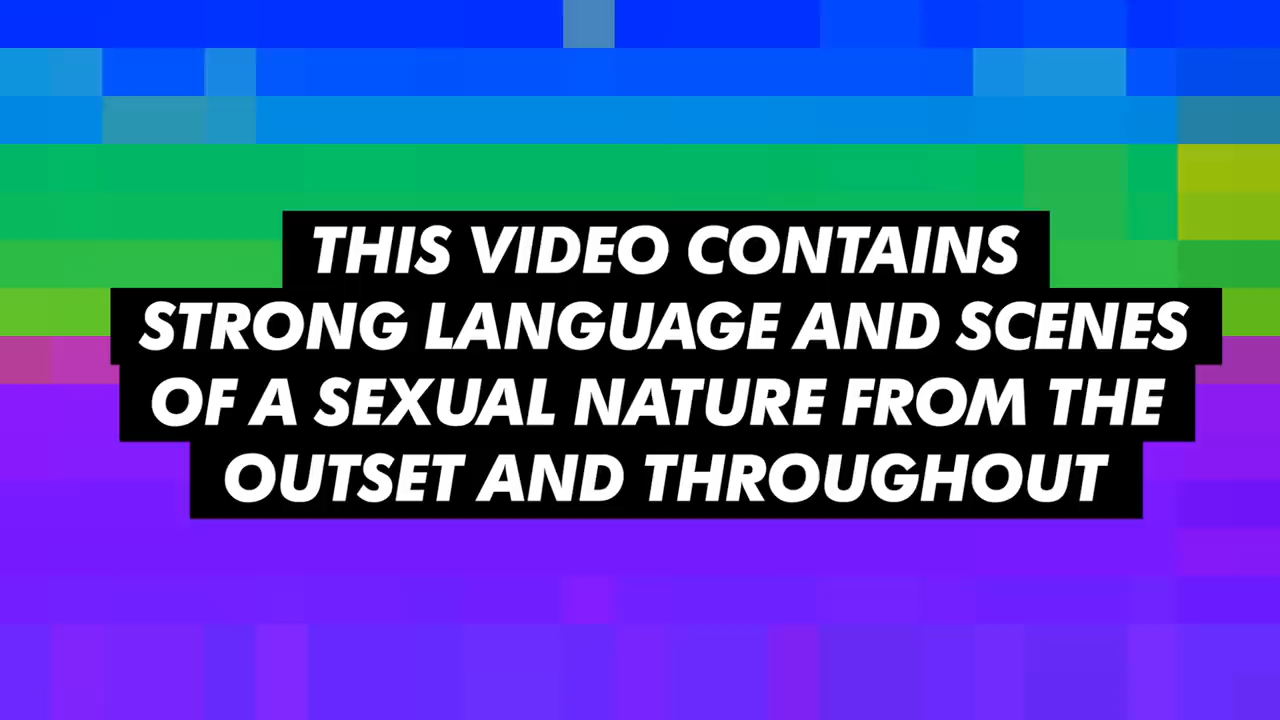 THIS VIDEO CONTAINS
STRONG LANGUAGE AND SCENES
OF A SEXUAL NATURE FROM THE
OUTSET AND THROUGHOUT